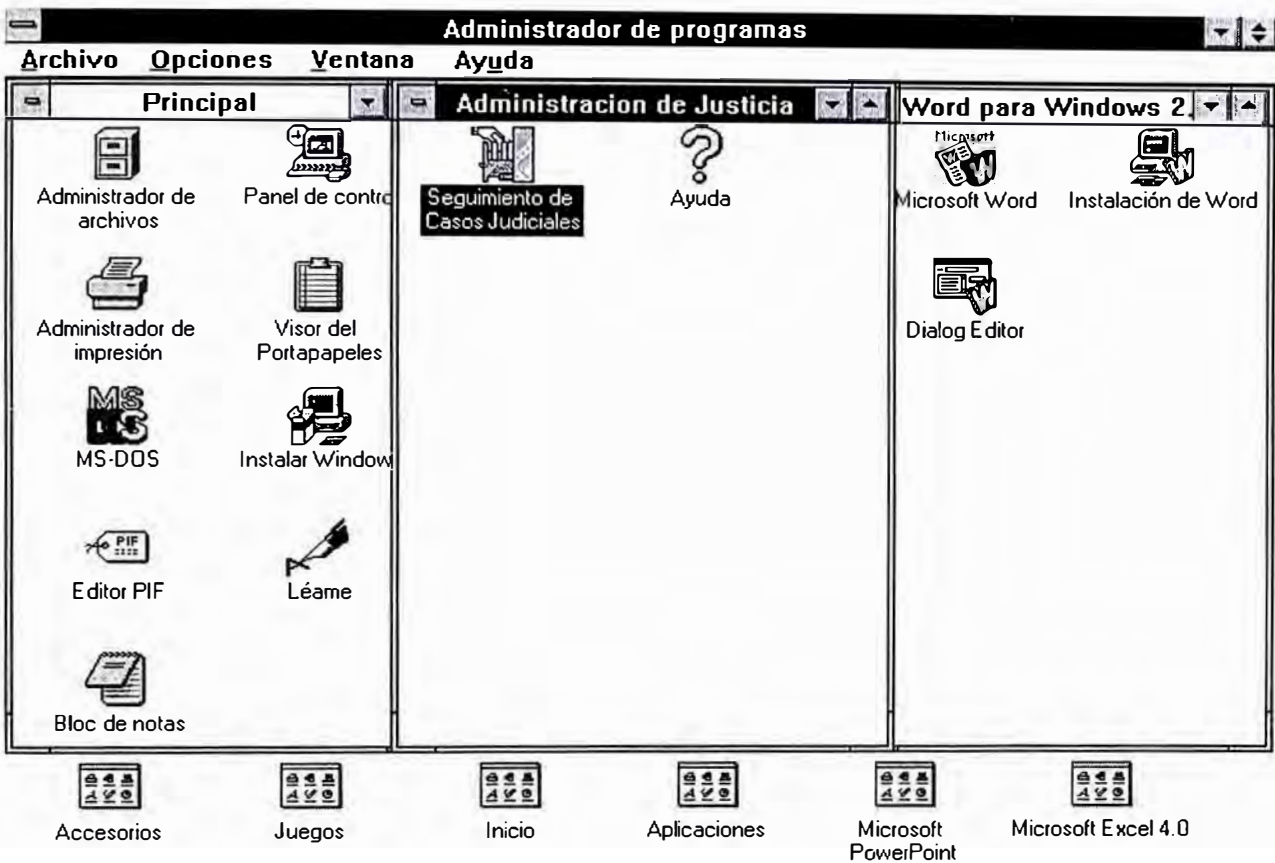 Administrador de programas
Archivo Opciones Ventana Ayuda
Principal
Administrador de
archivos
Panel de contro
Administrador de
impresión
Visor del
Portapapeles
MS-DOS
MS-DOS
Instalar Window
PIF
Editor PIF
Léame
Bloc de notas
Administracion de Justicia
Seguimiento de
Casos Judiciales
Ayuda
Word para Windows 2.
Microsoft
W
Microsoft Word
W
Instalación de Word
W
Dialog Editor
Accesorios
Juegos
Inicio
Aplicaciones
Microsoft
PowerPoint
Microsoft Excel 4.0